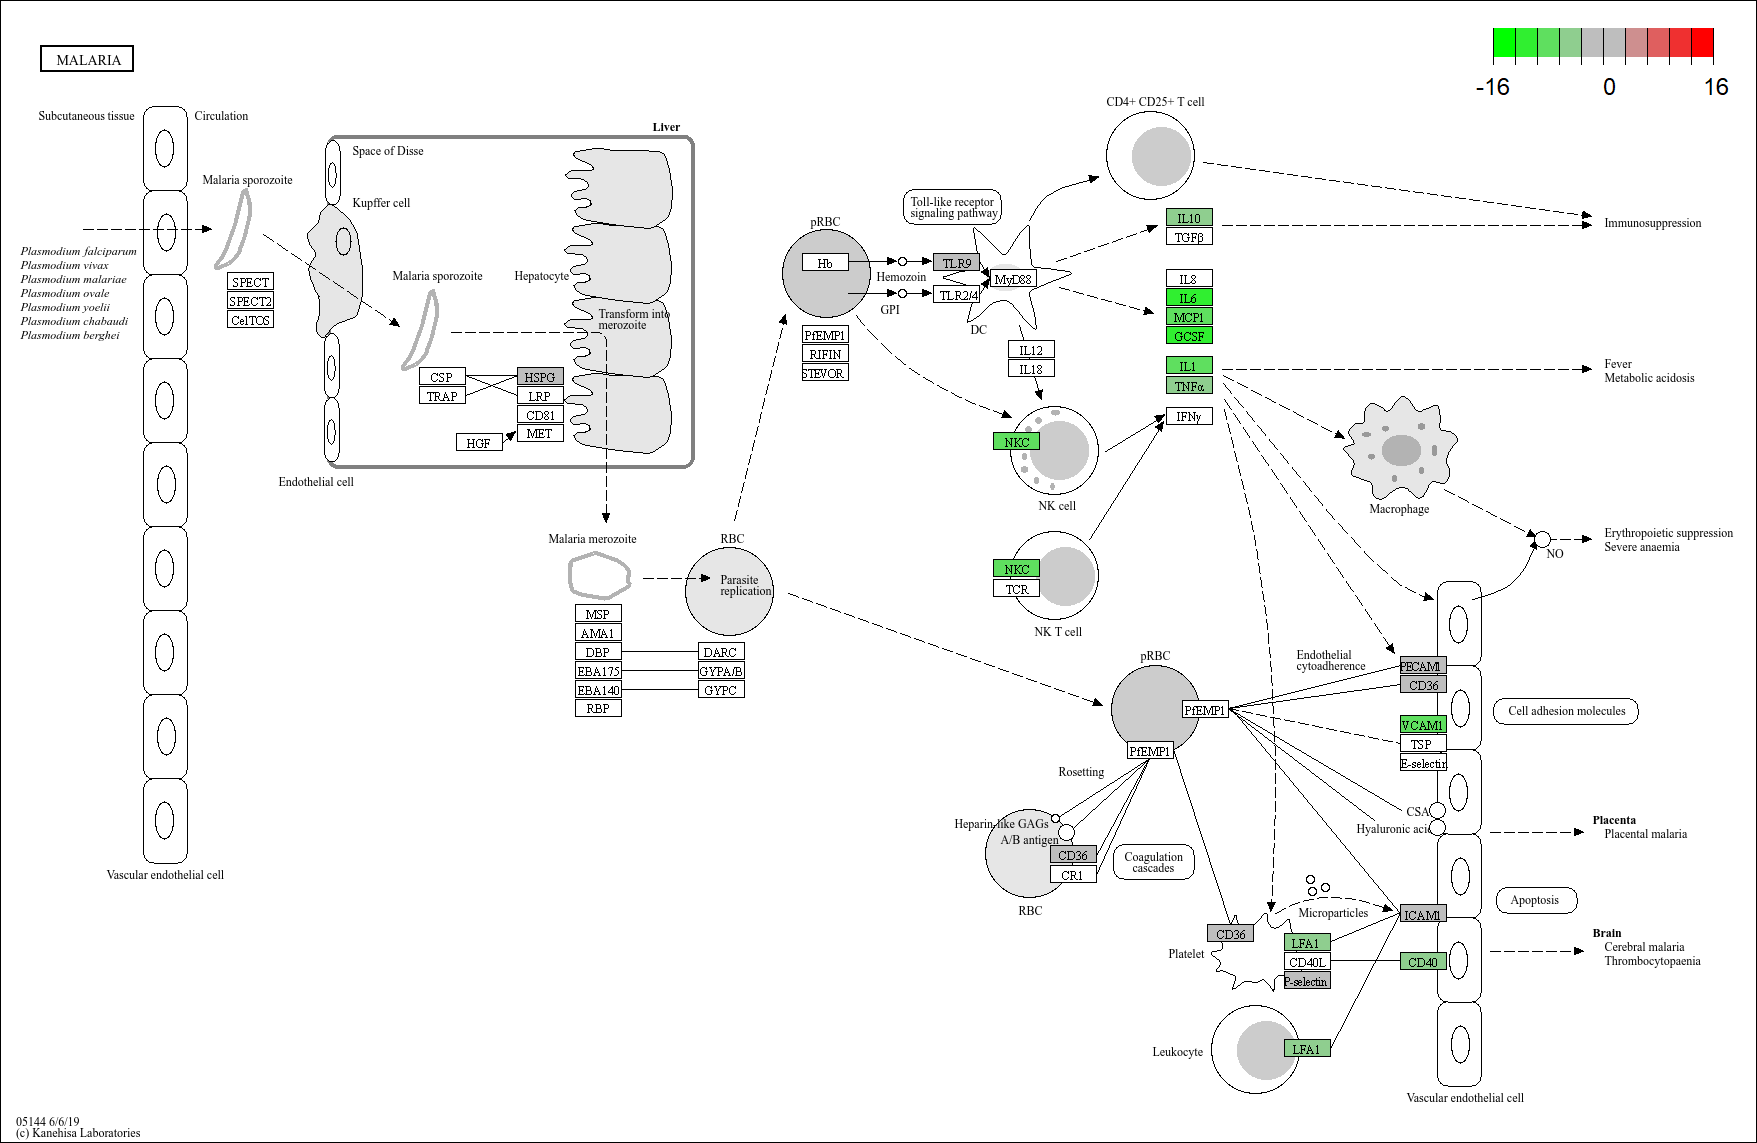 MALARIA
-16
0
16
Subcutaneous tissue
Circulation
Liver
CD4+ CD25+ T cell
Space of Disse
Malaria sporozoite
Kupffer cell
Plasmodium falciparum
Plasmodium vivax
Plasmodium malariae
Plasmodium ovale
Plasmodium yoelii
Plasmodium chabaudi
Plasmodium berghei
SPECT
SPECT2
CelTOS
Malaria sporozoite
Hepatocyte
Transform into
merozoite
CSP
TRAP
HSPG
LRP
CD81
MET
HGF
Endothelial cell
Vascular endothelial cell
Toll-like receptor
signaling pathway
pRBC
Hb
Hemozoin
GPI
TLR9
TLR2/4
MyD88
DC
PfEMP1
RIFIN
STEVOR
IL12
IL18
IL10
TGFβ
IL8
IL6
MCP1
GCSF
IL1
TNFα
IFNγ
Immunosuppression
Fever
Metabolic acidosis
NKC
NK cell
Macrophage
NKC
TCR
NK T cell
NO
Erythropoietic suppression
Severe anaemia
Malaria merozoite
RBC
Parasite
replication
MSP
AMA1
DBP
EBA175
EBA140
RBP
DARC
GYPA/B
GYPC
pRBC
PfEMP1
PfEMP1
Endothelial
cytoadherence
PECAM1
CD36
VCAM1
TSP
E-selectin
Cell adhesion molecules
Rosetting
Heparin-like GAGs
A/B antigen
CD36
CR1
RBC
Coagulation
cascades
CSA
Hyaluronic acid
Placenta
Placental malaria
Microparticles
ICAM1
Apoptosis
CD36
Platelet
LFA1
CD40L
P-selectin
CD40
Brain
Cerebral malaria
Thrombocytopaenia
Leukocyte
LFA1
Vascular endothelial cell
05144 6/6/19
(c) Kanehisa Laboratories